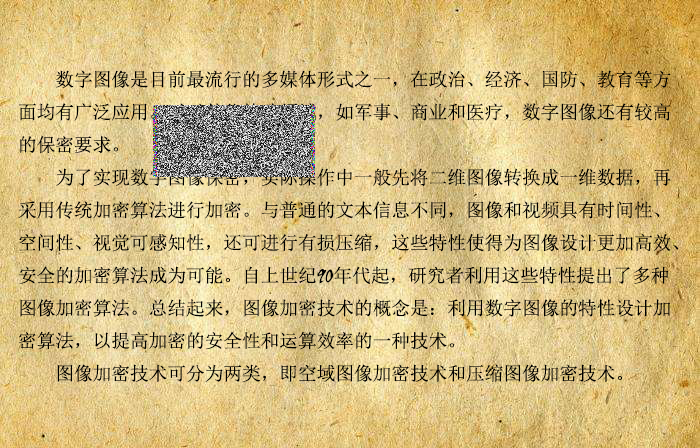 数字图像是目前最流行的多媒体形式之一，在政治、经济、国防、教育等方
面均有广泛应用，如军事、商业和医疗，数字图像还有较高
的保密要求。
为了实现数字图像保密，实际操作中一般先将二维图像转换成一维数据，再
采用传统加密算法进行加密。与普通的文本信息不同，图像和视频具有时间性、
空间性、视觉可感知性，还可进行有损压缩，这些特性使得为图像设计更加高效、
安全的加密算法成为可能。自上世纪90年代起，研究者利用这些特性提出了多种
图像加密算法。总结起来，图像加密技术的概念是：利用数字图像的特性设计加
密算法，以提高加密的安全性和运算效率的一种技术。
图像加密技术可分为两类，即空域图像加密技术和压缩图像加密技术。